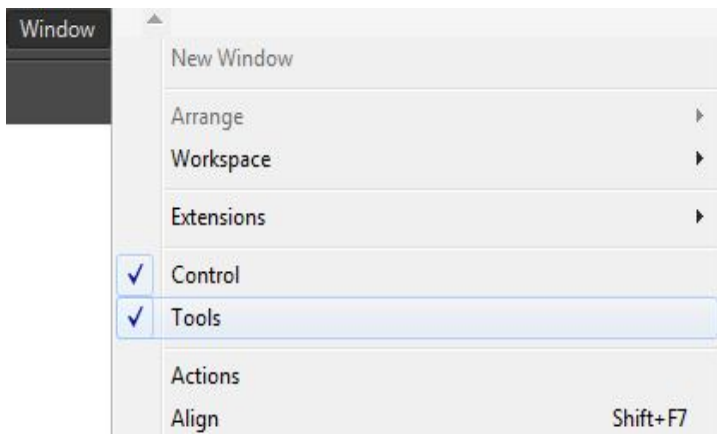 Window
New Window
Arrange
Workspace
Extensions
Control
Tools
Actions
Align Shift+F7